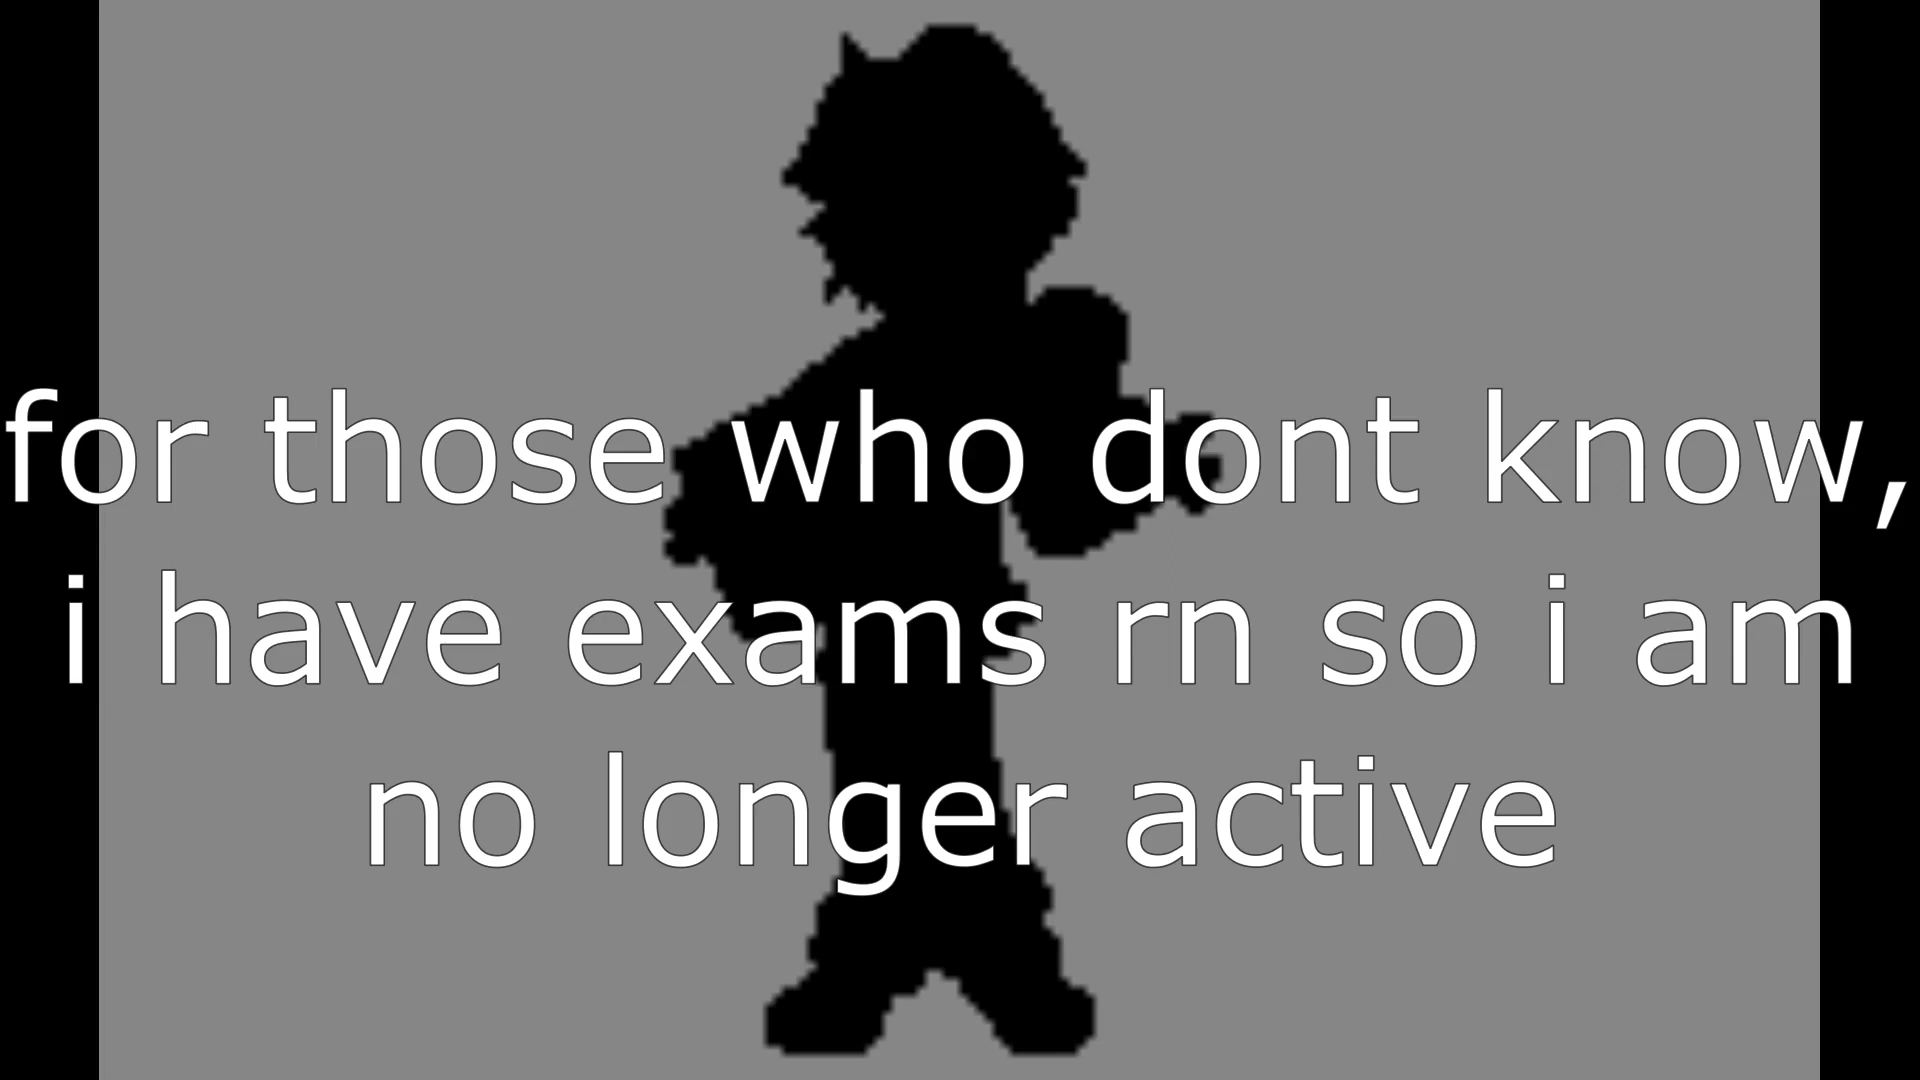 for those who dont know,
i have exams rn so i am
no longer active